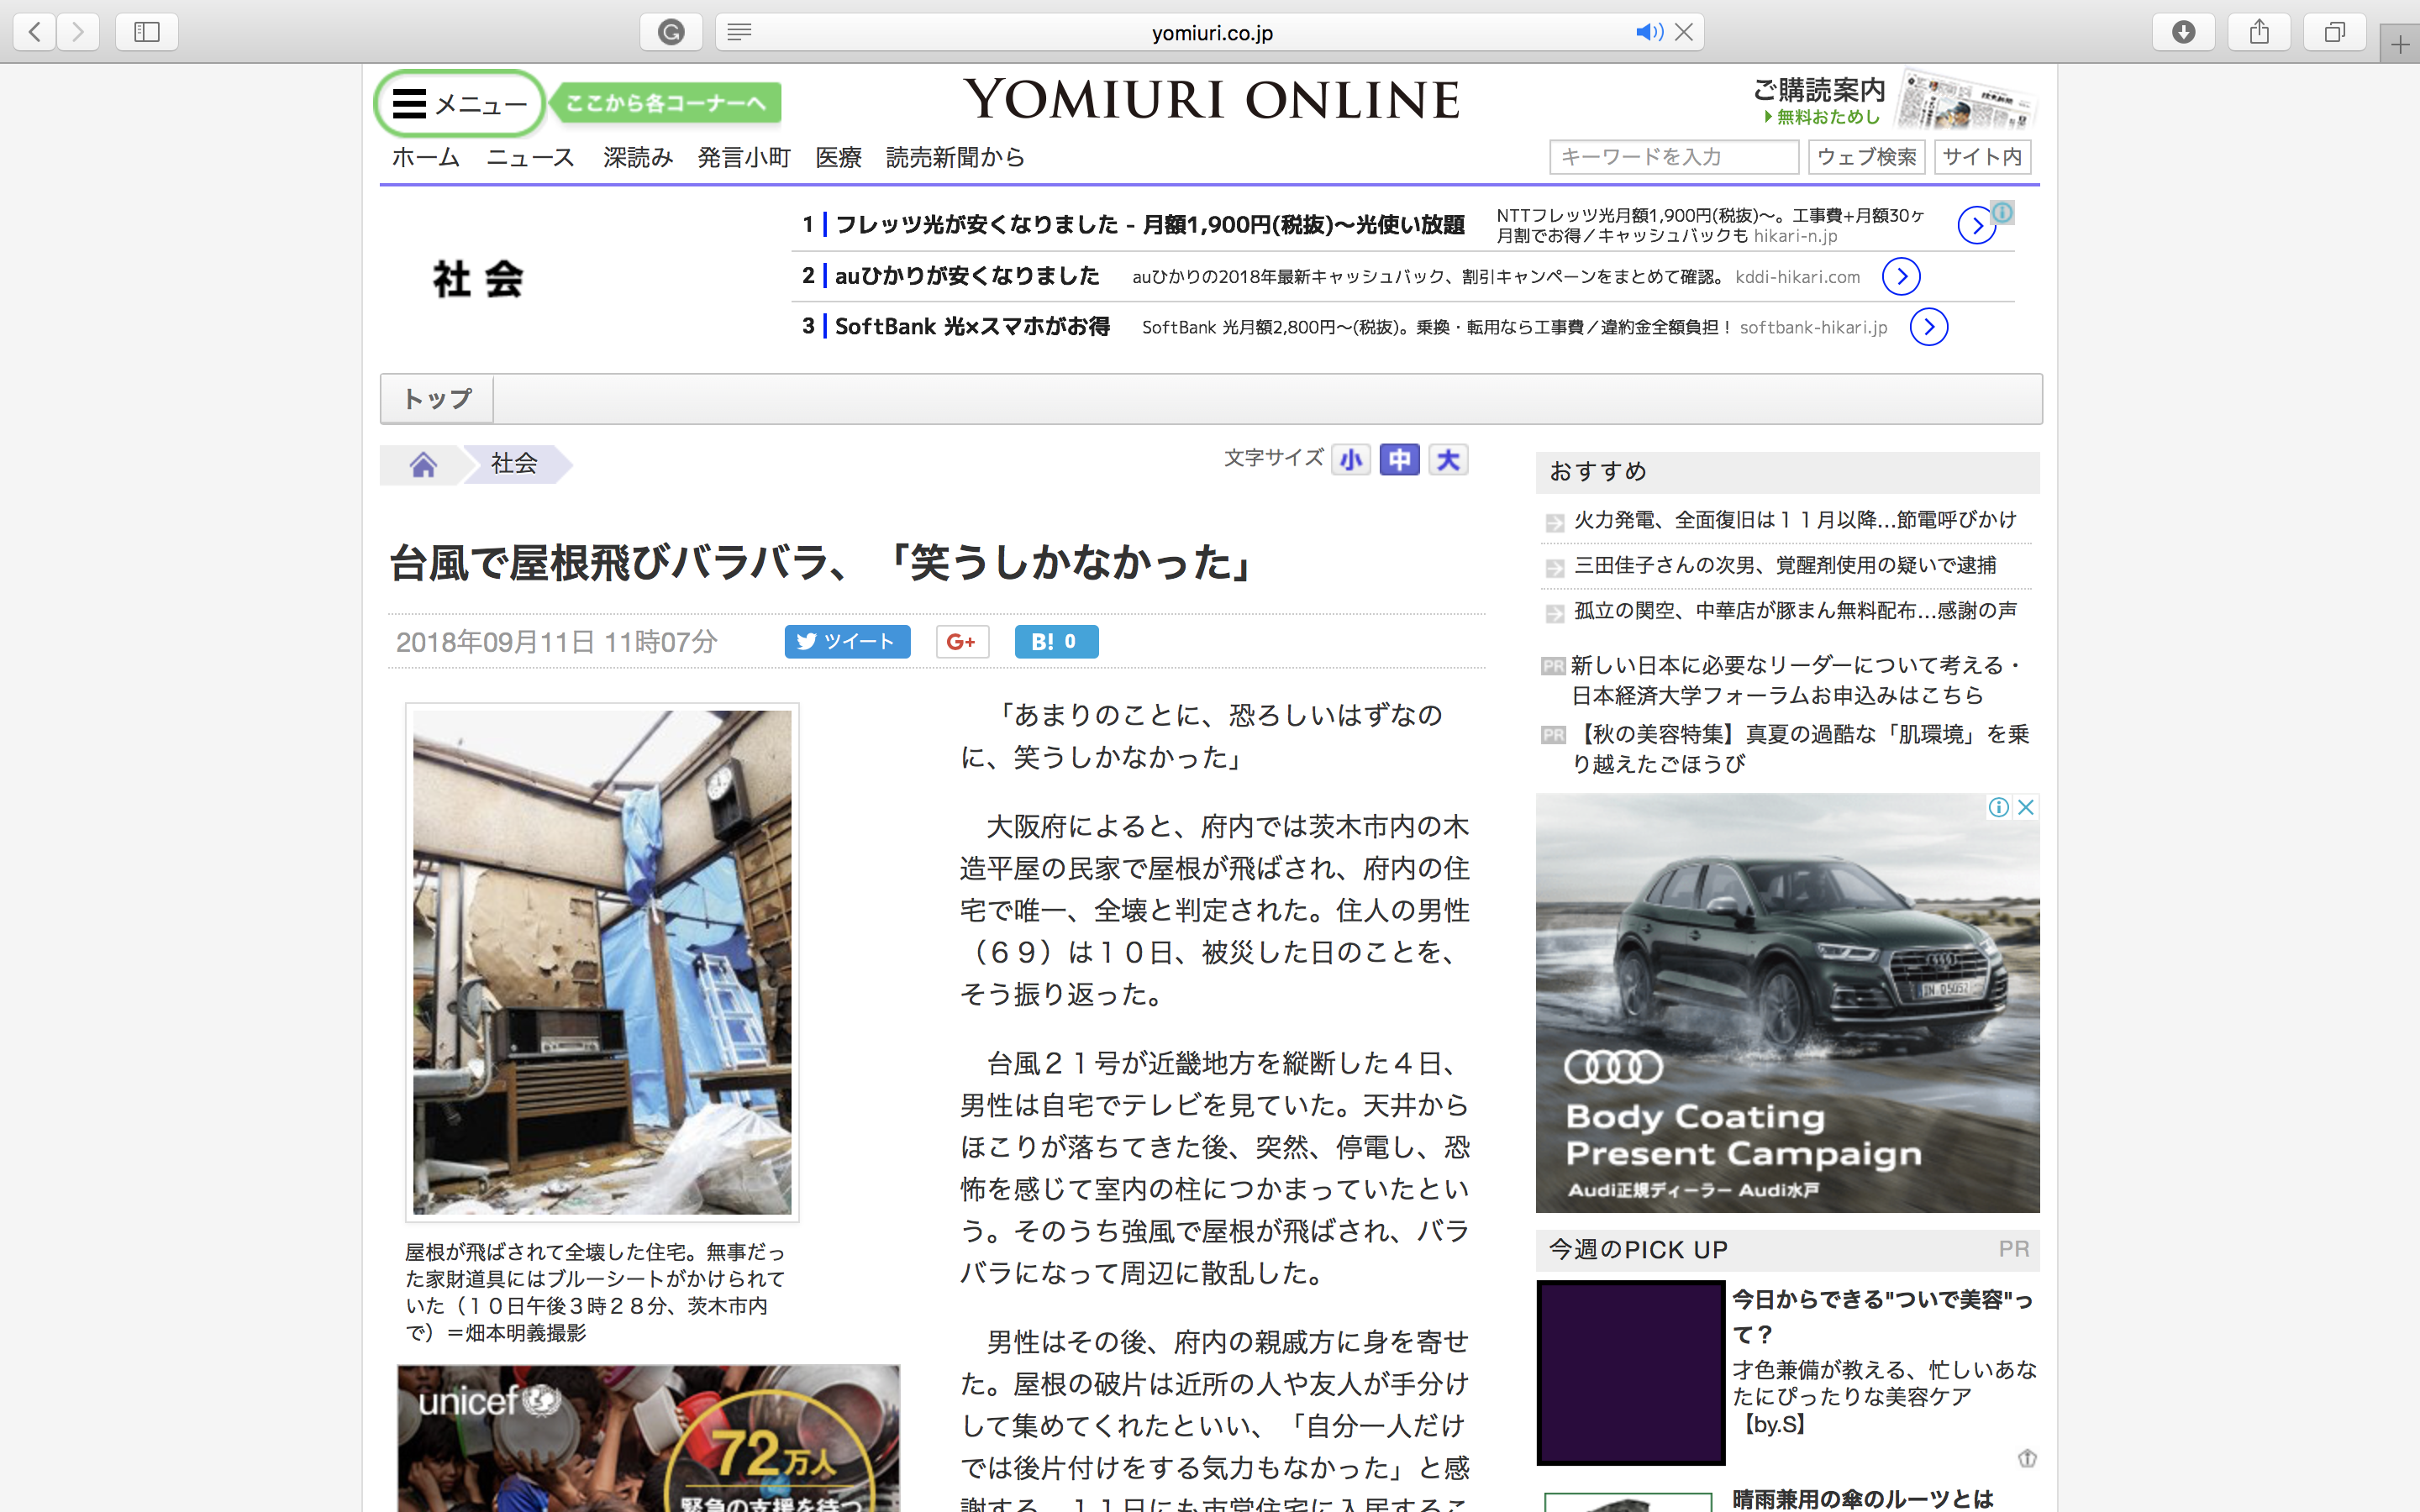 yomiuri.co.jp
メニュー
ここから各コーナーへ
YOMIURI ONLINE
ご購読案内
無料おためし
ホーム ニュース 深読み 発言小町 医療 読売新聞から
キーワードを入力 ウェブ検索 サイト内
社会
1 フレッツ光が安くなりました - 月額1,900円(税抜)〜光使い放題
NTTフレッツ光月額1,900円(税抜)〜。工事費+月額30ヶ
月割でお得／キャッシュバックも hikari-n.jp
2 auひかりが安くなりました auひかりの2018年最新キャッシュバック、割引キャンペーンをまとめて確認。 kddi-hikari.com
3 SoftBank 光×スマホがお得 SoftBank 光月額2,800円〜(税抜)。乗換・転用なら工事費／違約金全額負担！ softbank-hikari.jp
トップ
社会
文字サイズ 小 中 大
台風で屋根飛びバラバラ、「笑うしかなかった」
2018年09月11日 11時07分
ツイート
G+
B! 0
屋根が飛ばされて全壊した住宅。無事だっ
た家財道具にはブルーシートがかけられて
いた（１０日午後３時２８分、茨木市内
で）＝畑本明義撮影
unicef
72万人
緊急の支援を待つ
「あまりのことに、恐ろしいはずなの
に、笑うしかなかった」
大阪府によると、府内では茨木市内の木
造平屋の民家で屋根が飛ばされ、府内の住
宅で唯一、全壊と判定された。住人の男性
（６９）は１０日、被災した日のことを、
そう振り返った。
台風２１号が近畿地方を縦断した４日、
男性は自宅でテレビを見ていた。天井から
ほこりが落ちてきた後、突然、停電し、恐
怖を感じて室内の柱につかまっていたとい
う。そのうち強風で屋根が飛ばされ、バラ
バラになって周辺に散乱した。
男性はその後、府内の親戚方に身を寄せ
た。屋根の破片は近所の人や友人が手分け
して集めてくれたといい、「自分一人だけ
では後片付けをする気力もなかった」と感
謝する。１１日にも市営住宅に入居するこ
おすすめ
火力発電、全面復旧は１１月以降…節電呼びかけ
三田佳子さんの次男、覚醒剤使用の疑いで逮捕
孤立の関空、中華店が豚まん無料配布…感謝の声
PR 新しい日本に必要なリーダーについて考える・
日本経済大学フォーラムお申込みはこちら
PR 【秋の美容特集】真夏の過酷な「肌環境」を乗
り越えたごほうび
Body Coating
Present Campaign
Audi正規ディーラー Audi水戸
今週のPICK UP PR
今日からできる"ついで美容"っ
て？
才色兼備が教える、忙しいあな
たにぴったりな美容ケア
【by.S】
晴雨兼用の傘のルーツとは